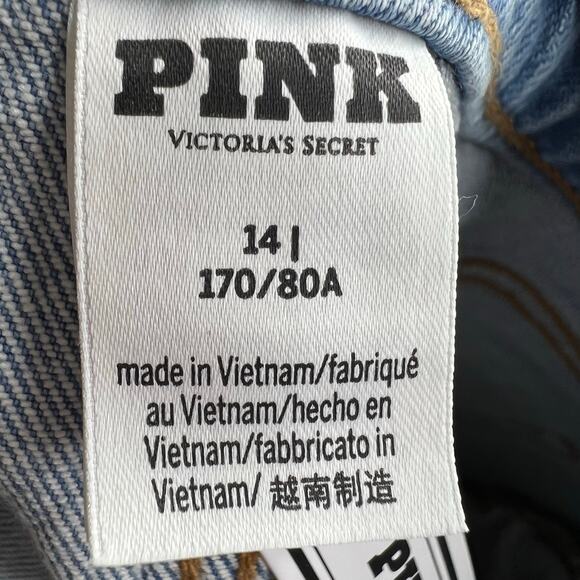 PINK
VICTORIA'S SECRET
14 |
170/80A
made in Vietnam/fabriqué
au Vietnam/hecho en
Vietnam/fabbricato in
Vietnam/ 越南制造